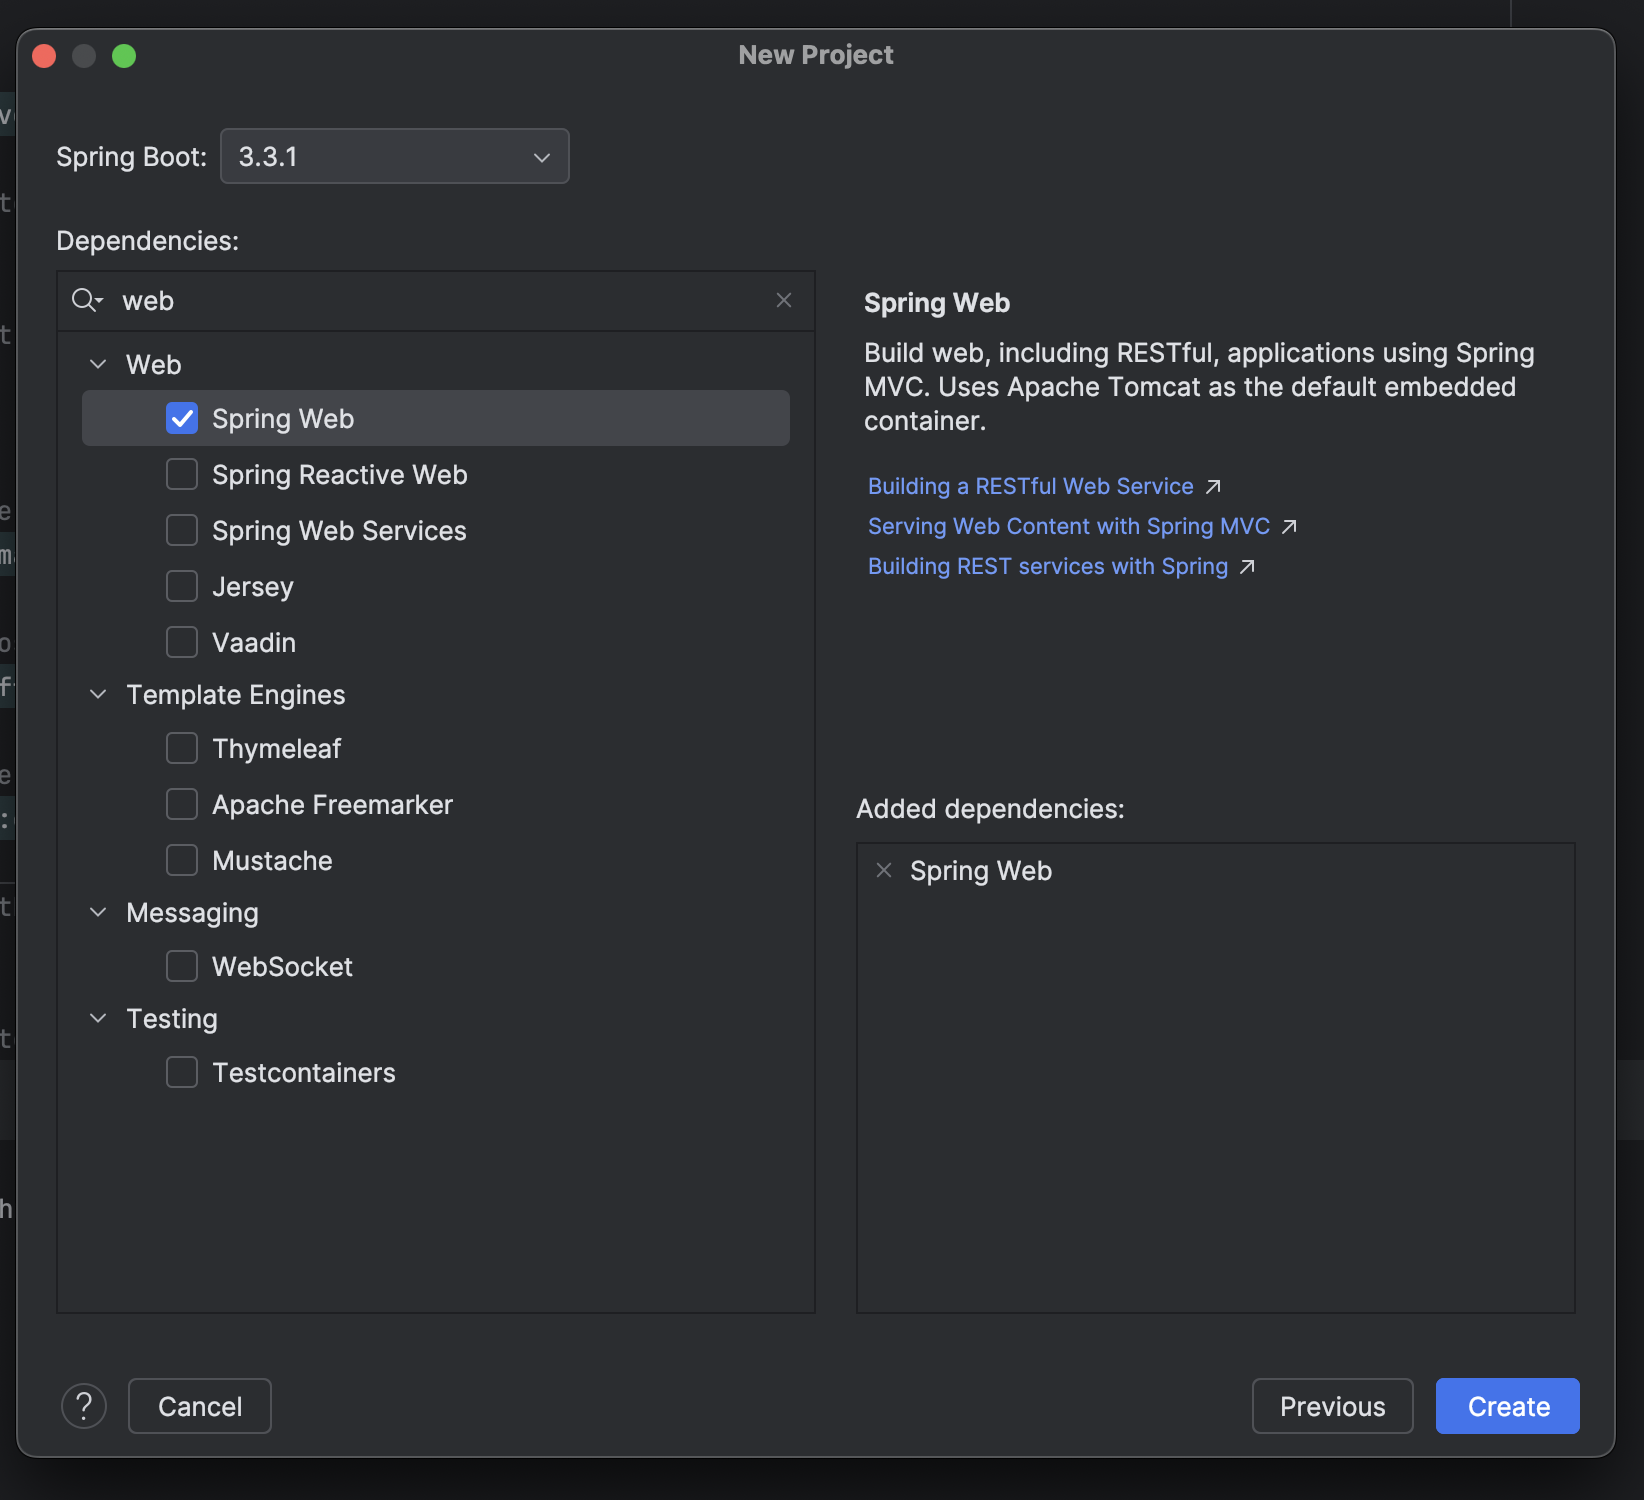 New Project
Spring Boot: 3.3.1
Dependencies:
web
Web
Spring Web
Spring Reactive Web
Spring Web Services
Jersey
Vaadin
Template Engines
Thymeleaf
Apache Freemarker
Mustache
Messaging
WebSocket
Testing
Testcontainers
Spring Web
Build web, including RESTful, applications using Spring
MVC. Uses Apache Tomcat as the default embedded
container.
Building a RESTful Web Service ↗
Serving Web Content with Spring MVC ↗
Building REST services with Spring ↗
Added dependencies:
Spring Web
? Cancel Previous Create